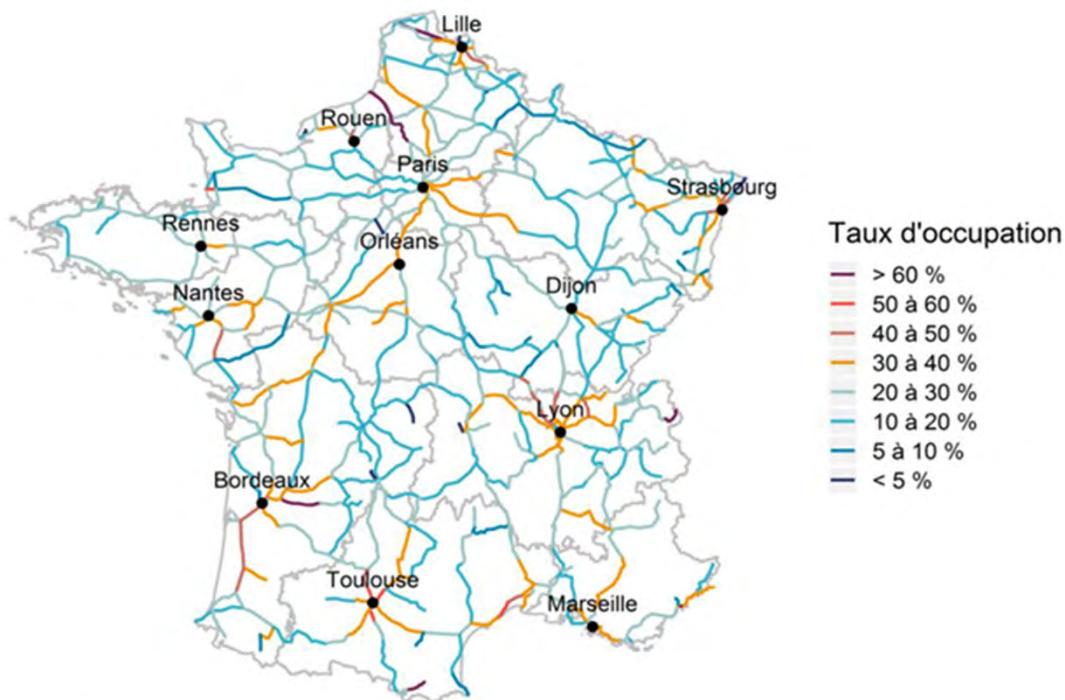 Lille
Rouen
Paris
Strasbourg
Rennes
Orléans
Nantes
Dijon
Lyon
Bordeaux
Toulouse
Marseille
Taux d'occupation
> 60 %
50 à 60 %
40 à 50 %
30 à 40 %
20 à 30 %
10 à 20 %
5 à 10 %
< 5 %